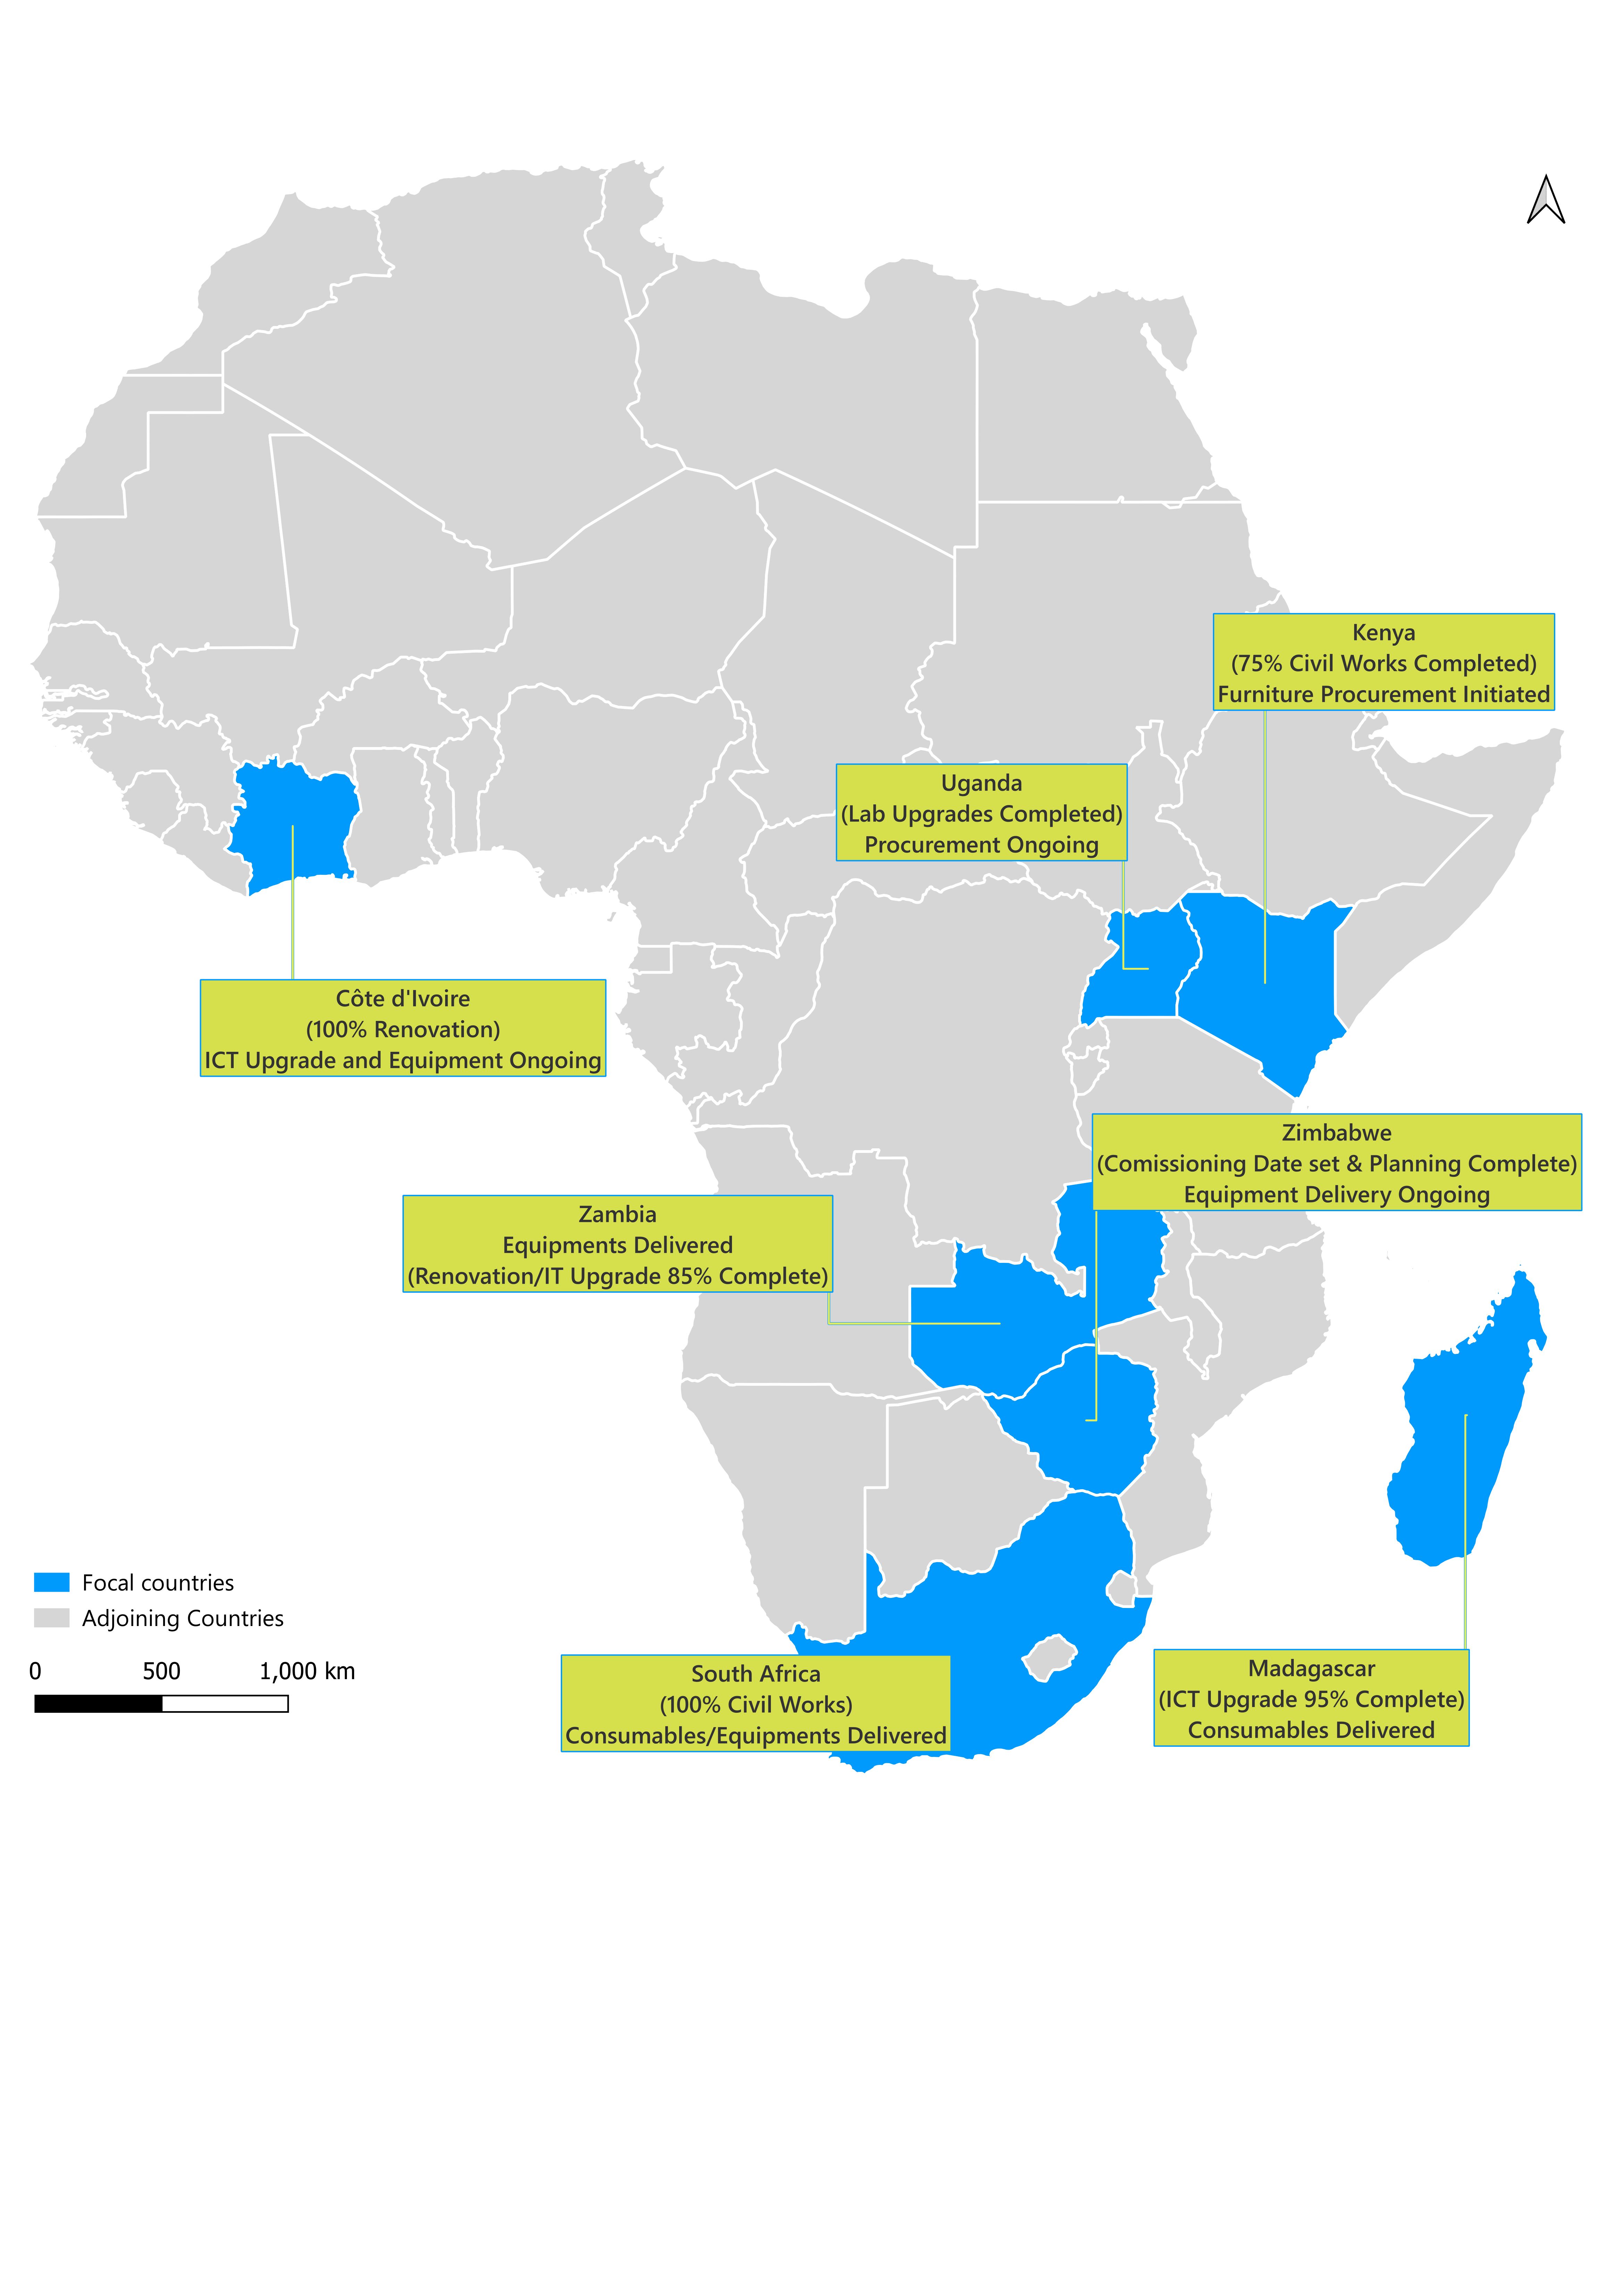 Kenya
(75% Civil Works Completed)
Furniture Procurement Initiated
Uganda
(Lab Upgrades Completed)
Procurement Ongoing
Côte d'Ivoire
(100% Renovation)
ICT Upgrade and Equipment Ongoing
Zimbabwe
(Comissioning Date set & Planning Complete)
Equipment Delivery Ongoing
Zambia
Equipments Delivered
(Renovation/IT Upgrade 85% Complete)
Focal countries
Adjoining Countries
0 500 1,000 km
South Africa
(100% Civil Works)
Consumables/Equipments Delivered
Madagascar
(ICT Upgrade 95% Complete)
Consumables Delivered